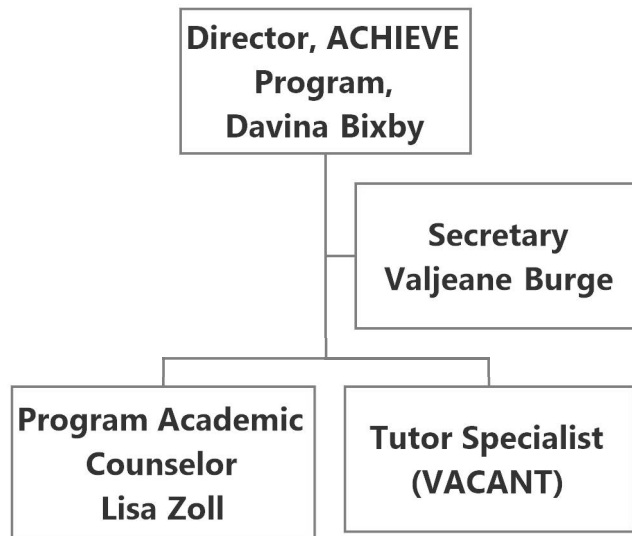 Director, ACHIEVE
Program,
Davina Bixby
Secretary
Valjeane Burge
Program Academic
Counselor
Lisa Zoll
Tutor Specialist
(VACANT)